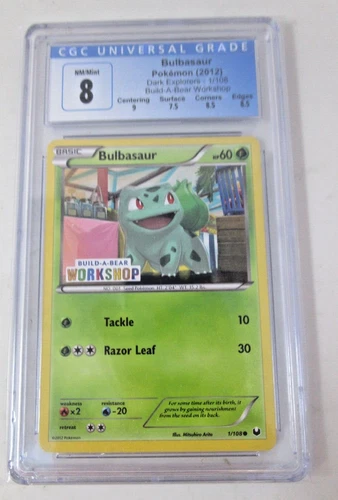 CGC UNIVERSAL GRADE
NM/Mint
8
Bulbasaur
Pokémon (2012)
Dark Explorers - 1/108
Build-A-Bear Workshop
Centering Surface Corners Edges
9 7.5 8.5 8.5
BASIC
Bulbasaur
HP60
BUILD-A-BEAR
WORKSHOP
Tackle 10
Razor Leaf 30
weakness
×2
resistance
-20
retreat
For some time after its birth, it
grows by gaining nourishment
from the seed on its back.
Illus. Mitsuhiro Arita
1/108
©2012 Pokémon